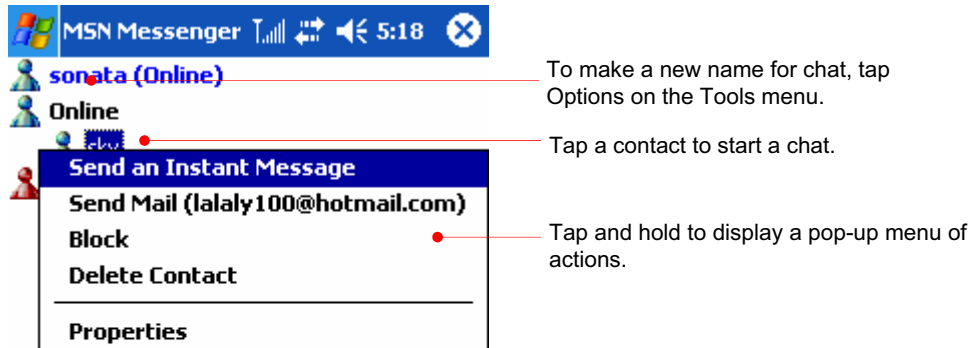 MSN Messenger 5:18
sonata (Online)
To make a new name for chat, tap
Options on the Tools menu.
Online
sky
Tap a contact to start a chat.
Send an Instant Message
Send Mail (lalaly100@hotmail.com)
Block
Tap and hold to display a pop-up menu of
actions.
Delete Contact
Properties